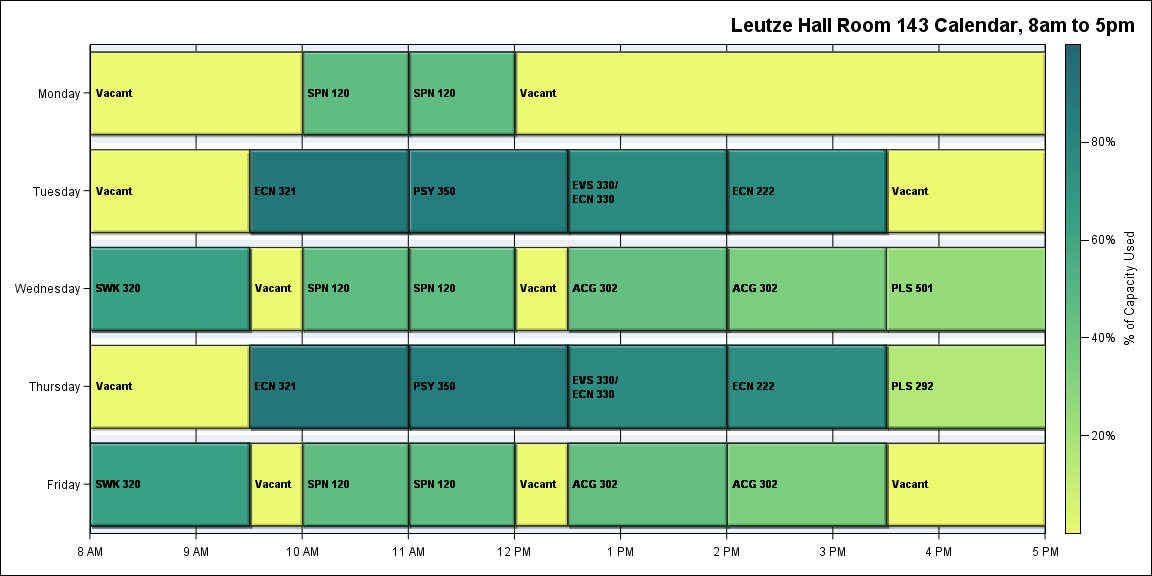 Leutze Hall Room 143 Calendar, 8am to 5pm
Monday
Vacant
SPN 120
SPN 120
Vacant
Tuesday
Vacant
ECN 321
PSY 350
EVS 330/
ECN 330
ECN 222
Vacant
Wednesday
SWK 320
Vacant
SPN 120
SPN 120
Vacant
ACG 302
ACG 302
PLS 501
Thursday
Vacant
ECN 321
PSY 350
EVS 330/
ECN 330
ECN 222
PLS 292
Friday
SWK 320
Vacant
SPN 120
SPN 120
Vacant
ACG 302
ACG 302
Vacant
8 AM
9 AM
10 AM
11 AM
12 PM
1 PM
2 PM
3 PM
4 PM
5 PM
80%
60%
40%
20%
% of Capacity Used